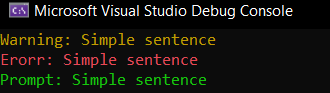 Microsoft Visual Studio Debug Console
Warning: Simple sentence
Erorr: Simple sentence
Prompt: Simple sentence